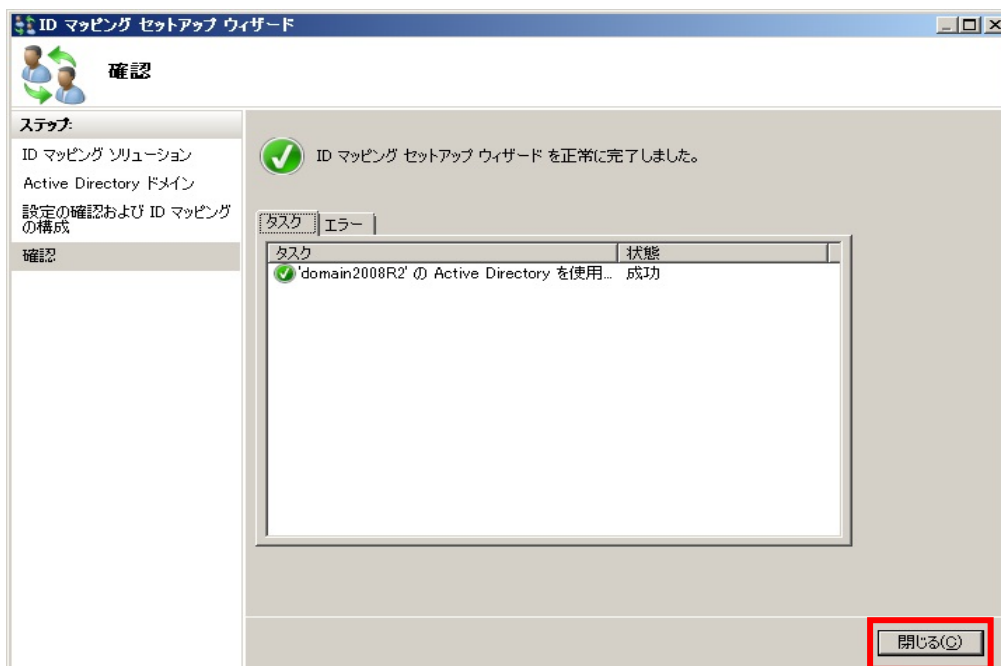 ID マッピング セットアップ ウィザード
確認
ステップ:
ID マッピング ソリューション
Active Directory ドメイン
設定の確認および ID マッピング
の構成
確認
ID マッピング セットアップ ウィザード を正常に完了しました。
タスク エラー
タスク 状態
'domain2008R2' の Active Directory を使用... 成功
閉じる(C)